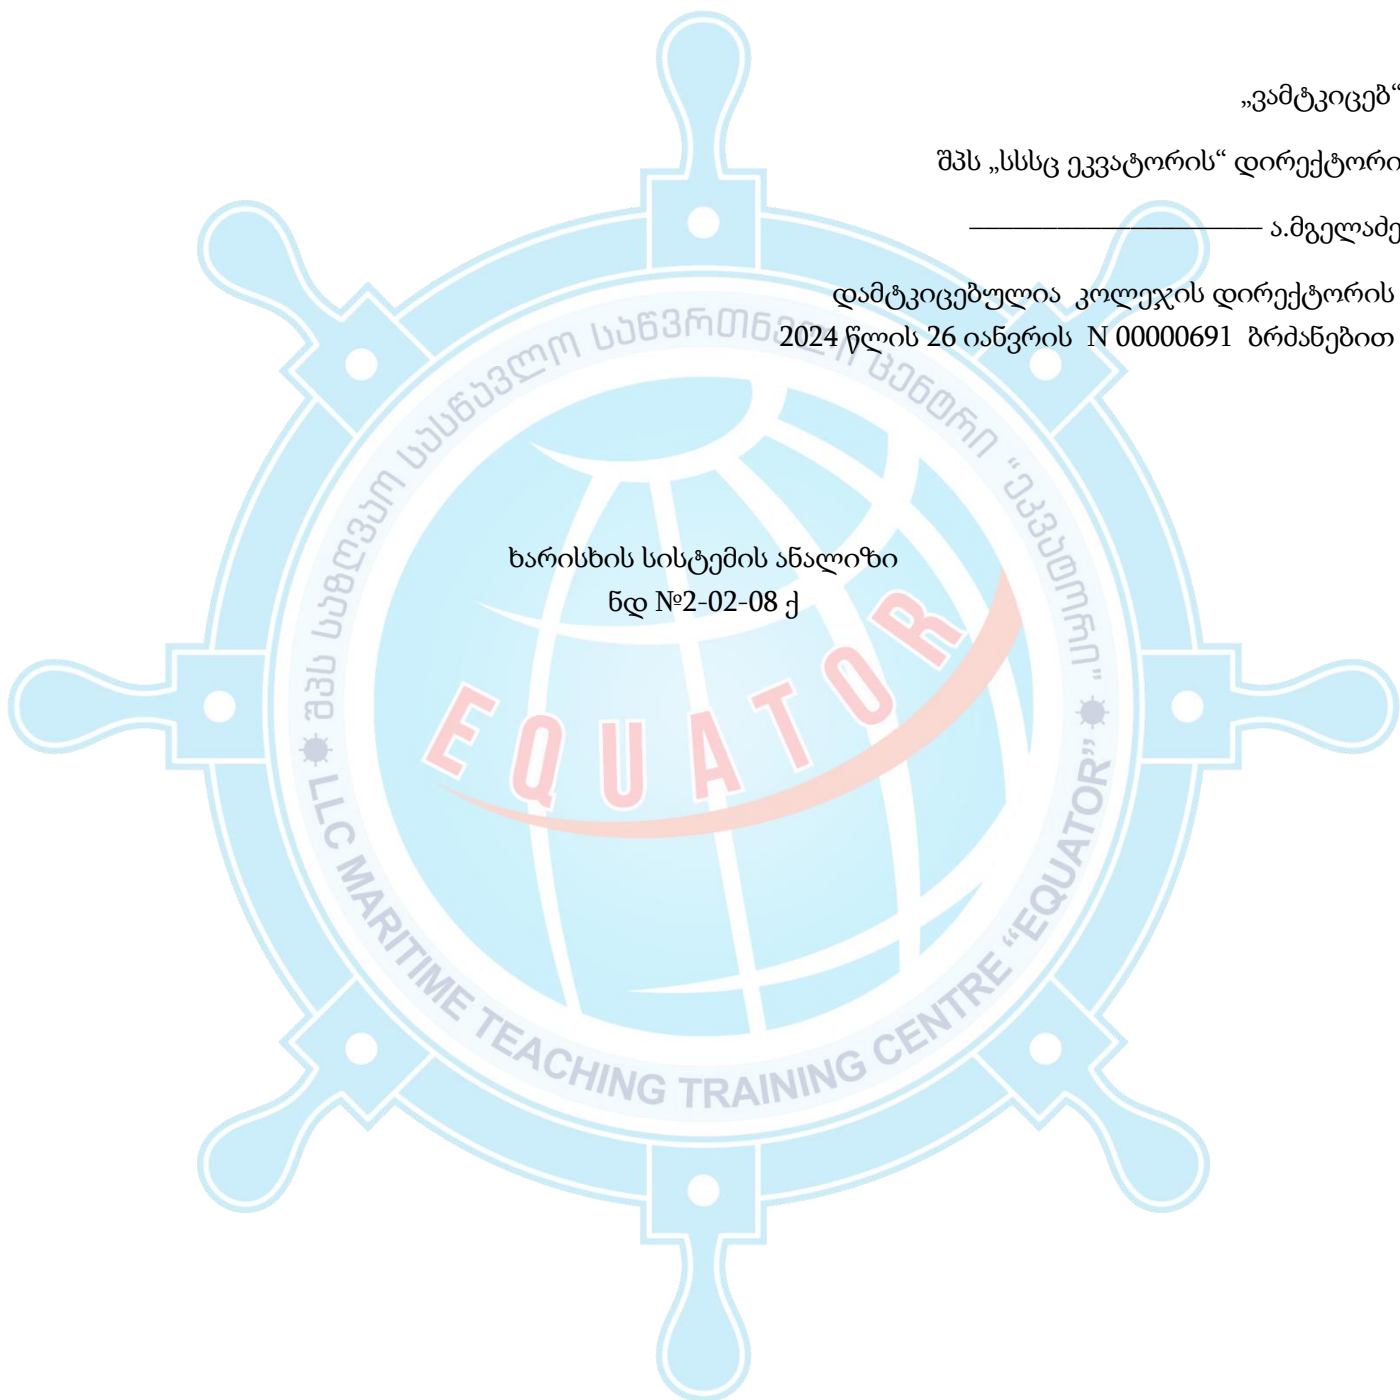 „ვამტკიცებ“
შპს „სსსც ეკვატორის“ დირექტორი
____________________ ა.მგელაძე
დამტკიცებულია კოლეჯის დირექტორის
2024 წლის 26 იანვრის N 00000691 ბრძანებით
ხარისხის სისტემის ანალიზი
ნდ №2-02-08 ქ
შპს საზღვაო სასწავლო საწვრთნელი ცენტრი "ეკვატორი"
EQUATOR
LLC MARITIME TEACHING TRAINING CENTRE “EQUATOR”